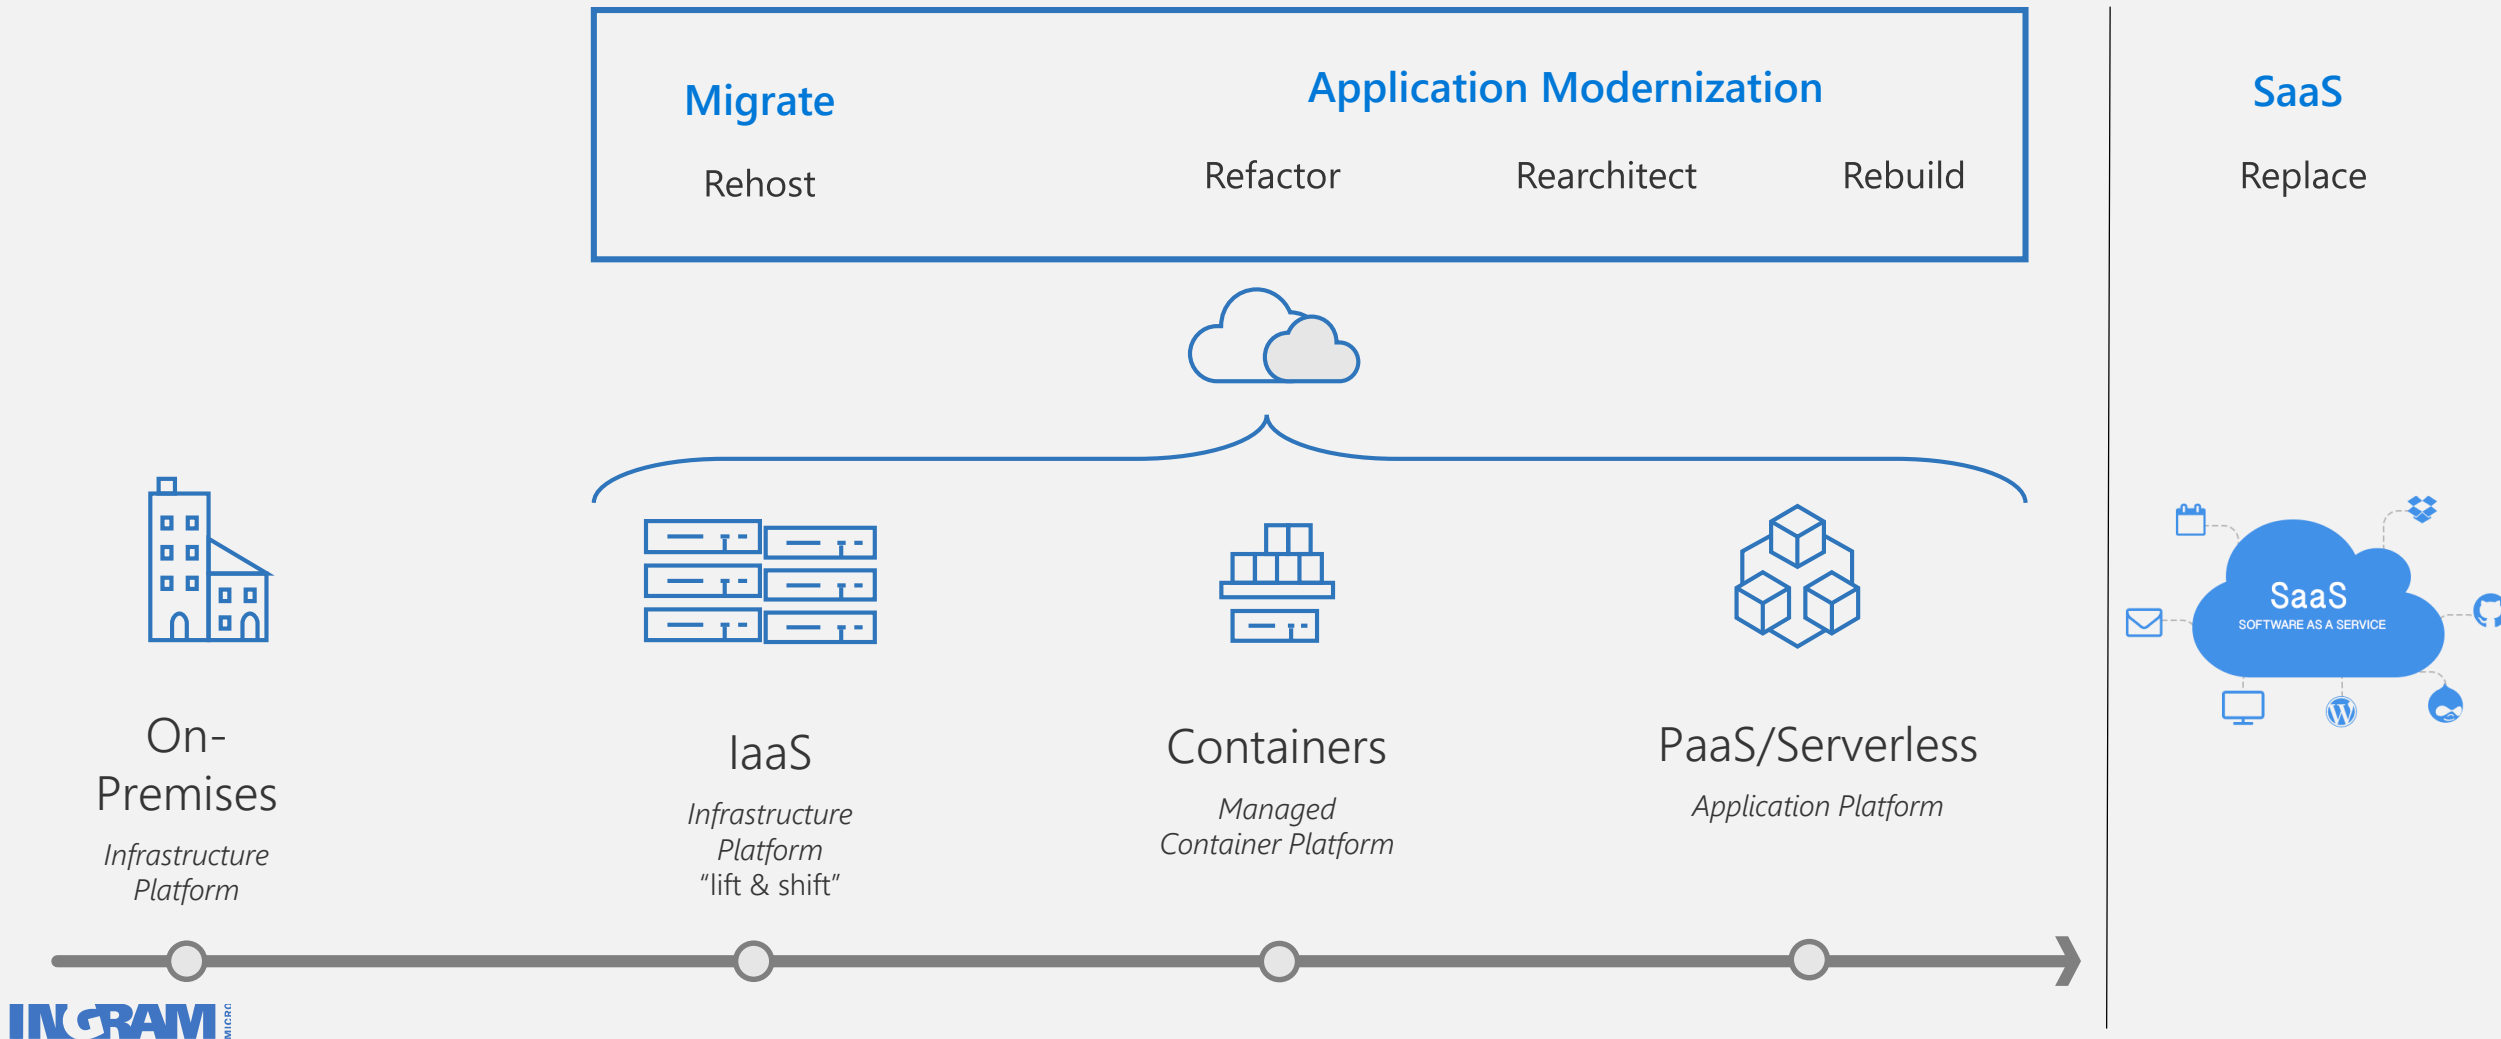 Migrate
Rehost
Application Modernization
Refactor
Rearchitect
Rebuild
SaaS
Replace
On-
Premises
Infrastructure
Platform
IaaS
Infrastructure
Platform
“lift & shift”
Containers
Managed
Container Platform
PaaS/Serverless
Application Platform
SaaS
SOFTWARE AS A SERVICE
INGRAM MICRO